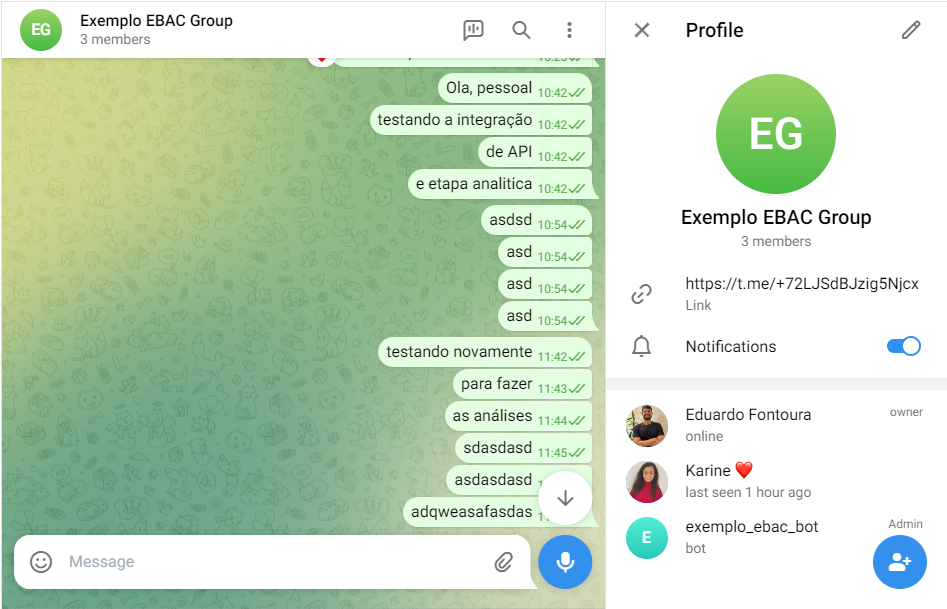 EG
Exemplo EBAC Group
3 members
Ola, pessoal 10:42
testando a integração 10:42
de API 10:42
e etapa analitica 10:42
asdsd 10:54
asd 10:54
asd 10:54
asd 10:54
testando novamente 11:42
para fazer 11:43
as análises 11:44
sdasdasd 11:45
asdasdasd
adqweasafasdas
Message
Profile
EG
Exemplo EBAC Group
3 members
https://t.me/+72LJSdBJzig5Njcx
Link
Notifications
Eduardo Fontoura owner
online
Karine ❤️
last seen 1 hour ago
E
exemplo_ebac_bot Admin
bot